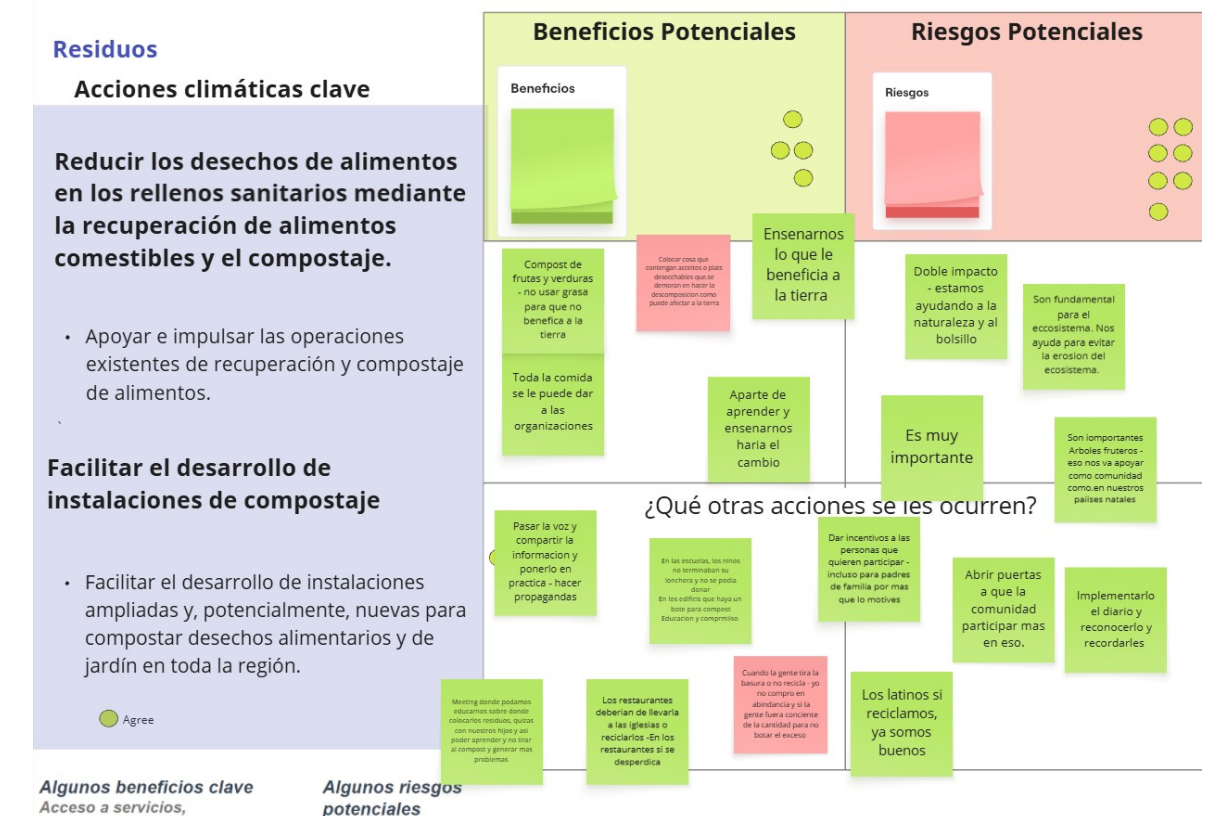 Residuos
Acciones climáticas clave
Reducir los desechos de alimentos
en los rellenos sanitarios mediante
la recuperación de alimentos
comestibles y el compostaje.
• Apoyar e impulsar las operaciones
existentes de recuperación y compostaje
de alimentos.
`
Facilitar el desarrollo de
instalaciones de compostaje
• Facilitar el desarrollo de instalaciones
ampliadas y, potencialmente, nuevas para
compostar desechos alimentarios y de
jardín en toda la región.
Agree
Algunos beneficios clave
Acceso a servicios,
Algunos riesgos
potenciales
Beneficios Potenciales
Beneficios
Compost de
frutas y verduras
- no usar grasa
para que no
benefica a la
tierra
Toda la comida
se le puede dar
a las
organizaciones
Colocar cosa que
contengan acceites o plats
desecchables que.se
demoran en hacer la
descomposicion como
puede afectar a la tierra
Ensenarnos
lo que le
beneficia a
la tierra
Aparte de
aprender y
ensenarnos
haria el
cambio
Riesgos Potenciales
Riesgos
Doble impacto
- estamos
ayudando a la
naturaleza y al
bolsillo
Son fundamental
para el
eccosistema. Nos
ayuda para evitar
la erosion del
ecosistema.
Es muy
importante
Son iomportantes
Arboles fruteros -
eso nos va apoyar
como comunidad
como.en nuestros
paiises natales
¿Qué otras acciones se les ocurren?
Pasar la voz y
compartir la
informacion y
ponerlo en
practica - hacer
propagandas
En las escuelas, los ninos
no terminaban su
lonchera y no se podia
donar
En los edificis que haya un
bote para compost
Educacion y comprmiiso
Dar incentivos a las
personas que
quieren participar -
incluso para padres
de familia por mas
que lo motives
Abrir puertas
a que la
comunidad
participar mas
en eso.
Implementarlo
el diario y
reconocerlo y
recordarles
Meeting donde podamos
educarnos sobre donde
colocarlos residuos, quizas
con nuestros hijos y asi
poder aprender y no tirar
al compost y generar mas
problemas
Los restaurantes
deberian de llevarla
a las iglesias o
reciclarlos -En los
restaurantes si se
desperdica
Cuando la gente tira la
basura o no recicla - yo
no compro en
abindancia y si la
gente fuera conciente
de la cantidad para no
botar el exceso
Los latinos si
reciclamos,
ya somos
buenos